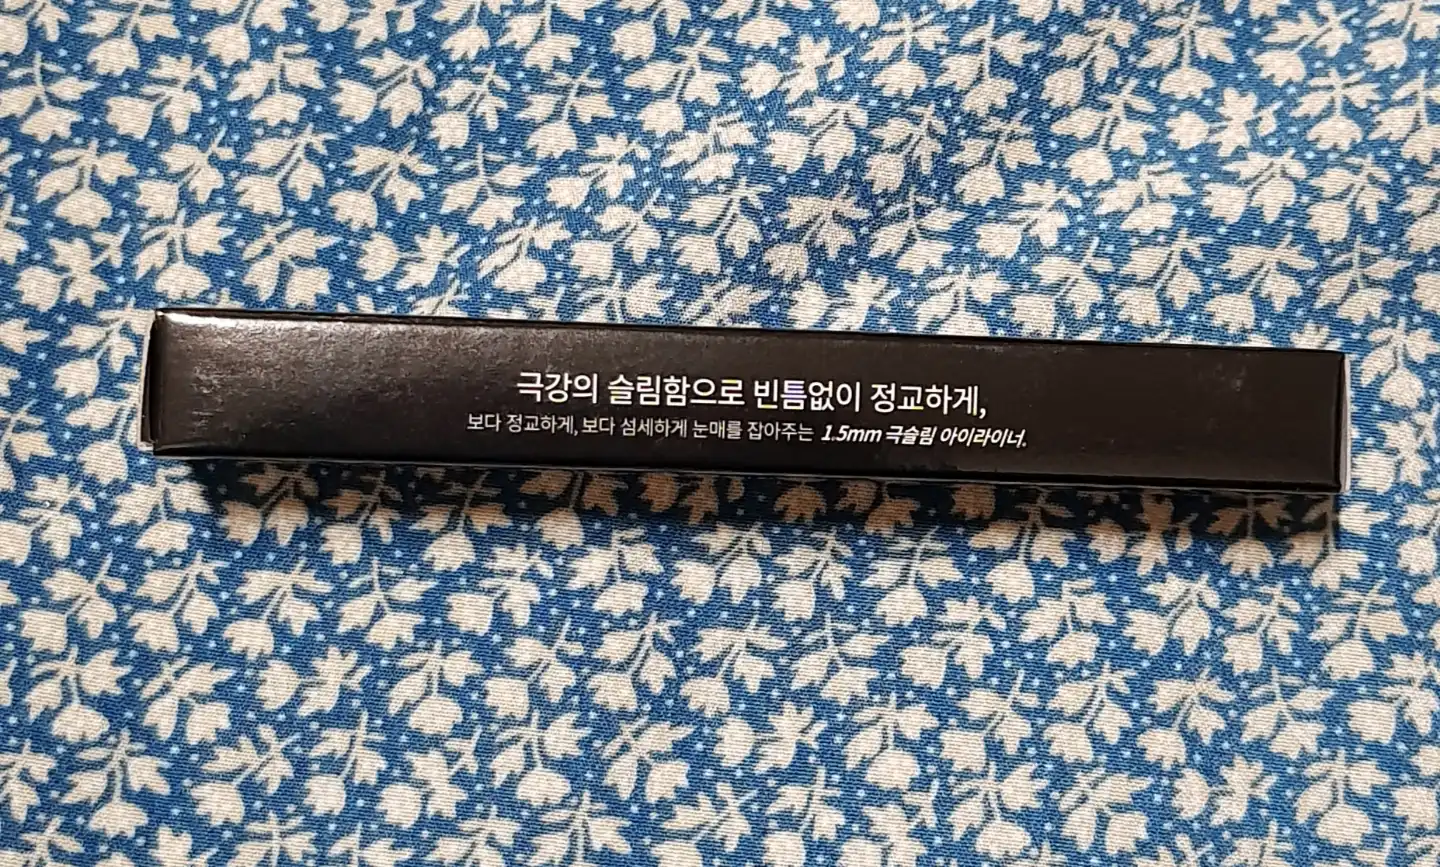 극강의 슬림함으로 빈틈없이 정교하게,
보다 정교하게, 보다 섬세하게 눈매를 잡아주는 1.5mm 극슬림 아이라이너.